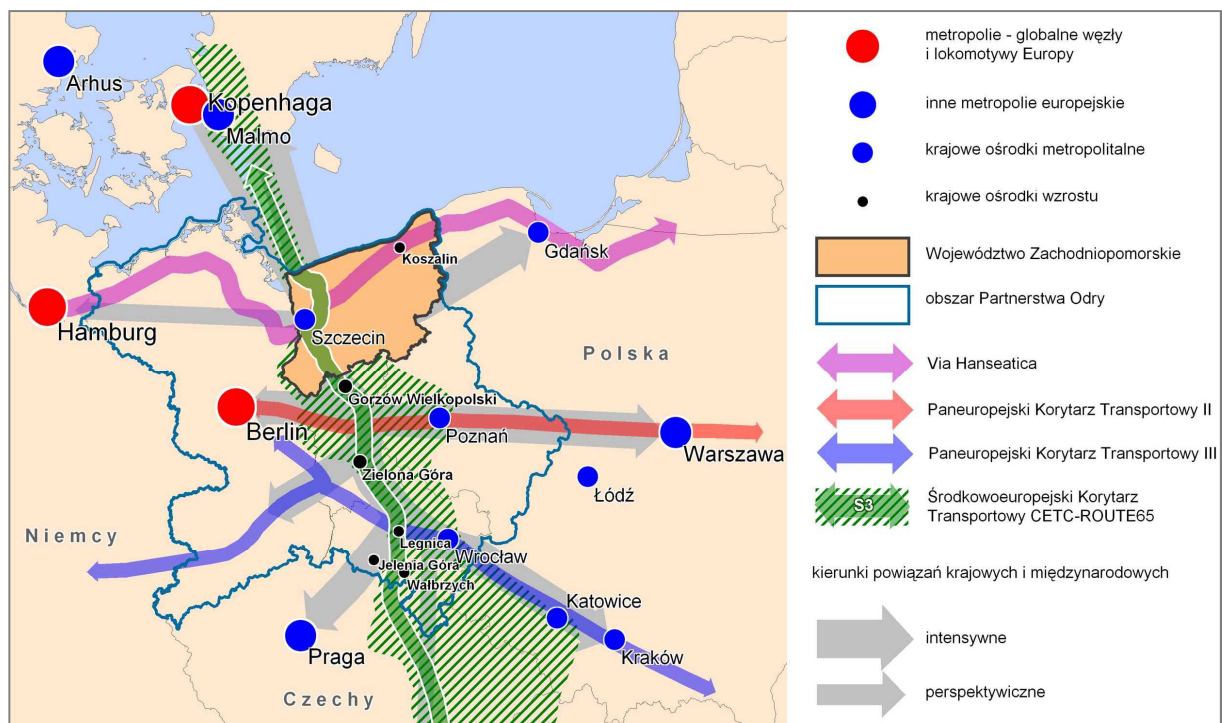 Arhus
Kopenhaga
Malmo
Koszalin
Gdańsk
Hamburg
Szczecin
Polska
Gorzów Wielkopolski
Berlin
Poznań
Warszawa
Zielona Góra
Łódź
Niemcy
Legnica
Wrocław
Jelenia Góra
Wałbrzych
Katowice
Praga
Kraków
Czechy
metropolie - globalne węzły
i lokomotywy Europy
inne metropolie europejskie
krajowe ośrodki metropolitalne
krajowe ośrodki wzrostu
Województwo Zachodniopomorskie
obszar Partnerstwa Odry
Via Hanseatica
Paneuropejski Korytarz Transportowy II
Paneuropejski Korytarz Transportowy III
S3
Środkowoeuropejski Korytarz
Transportowy CETC-ROUTE65
kierunki powiązań krajowych i międzynarodowych
intensywne
perspektywiczne